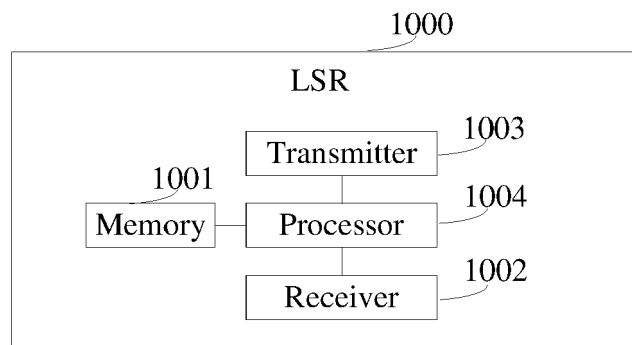 1000
LSR
1003
Transmitter
1001
1004
Memory
Processor
1002
Receiver